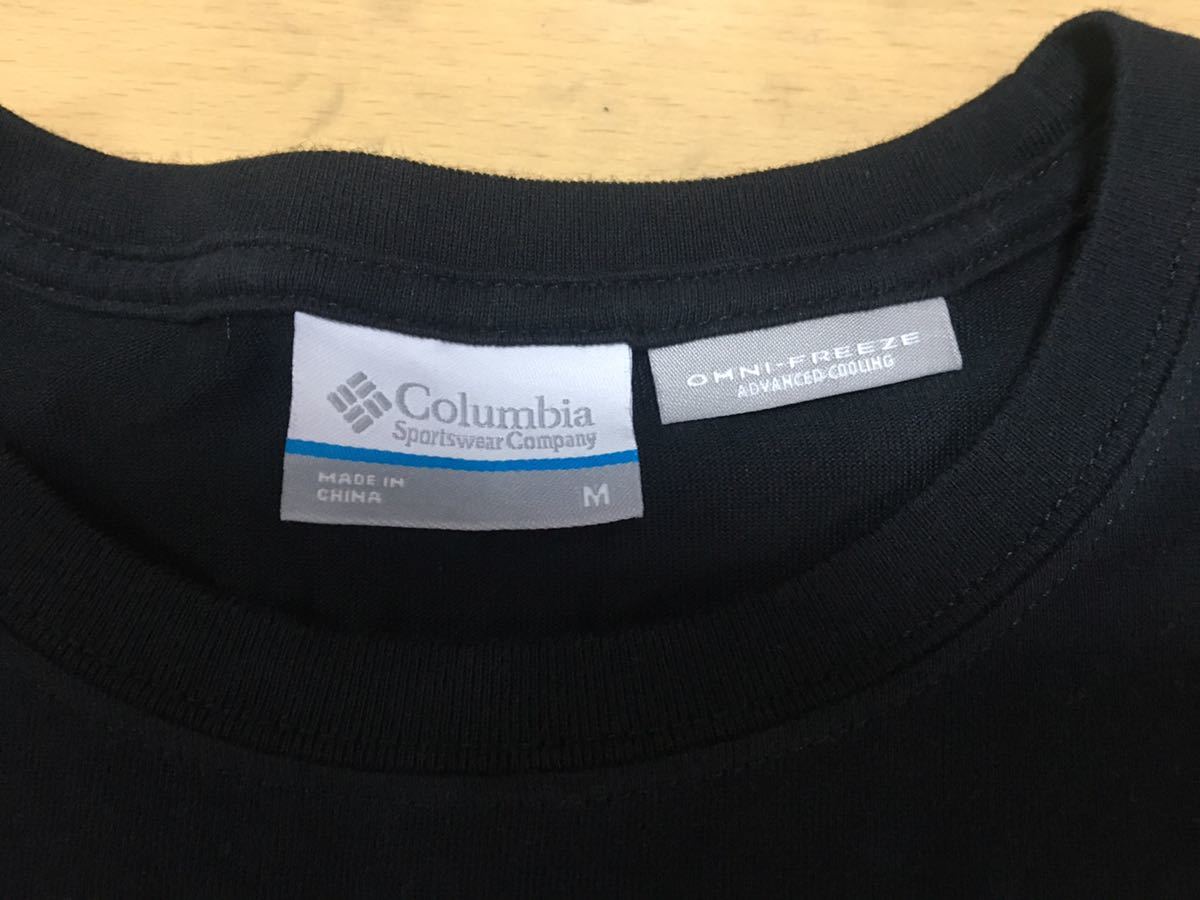 Columbia
Sportswear Company
MADE IN
CHINA
M
OMNI-FREEZE
ADVANCED COOLING